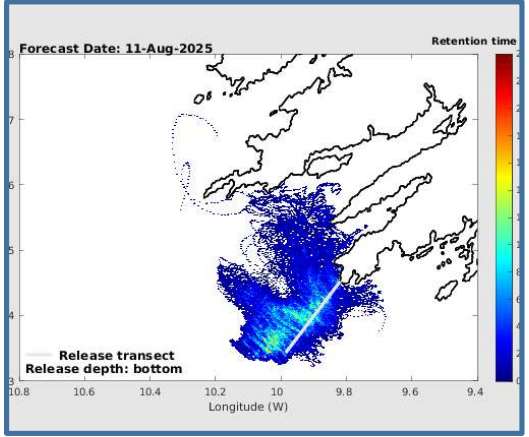 Retention time
Forecast Date: 11-Aug-2025
8
7
6
5
4
3
Release transect
Release depth: bottom
10.8 10.6 10.4 10.2 10 9.8 9.6 9.4
Longitude (W)